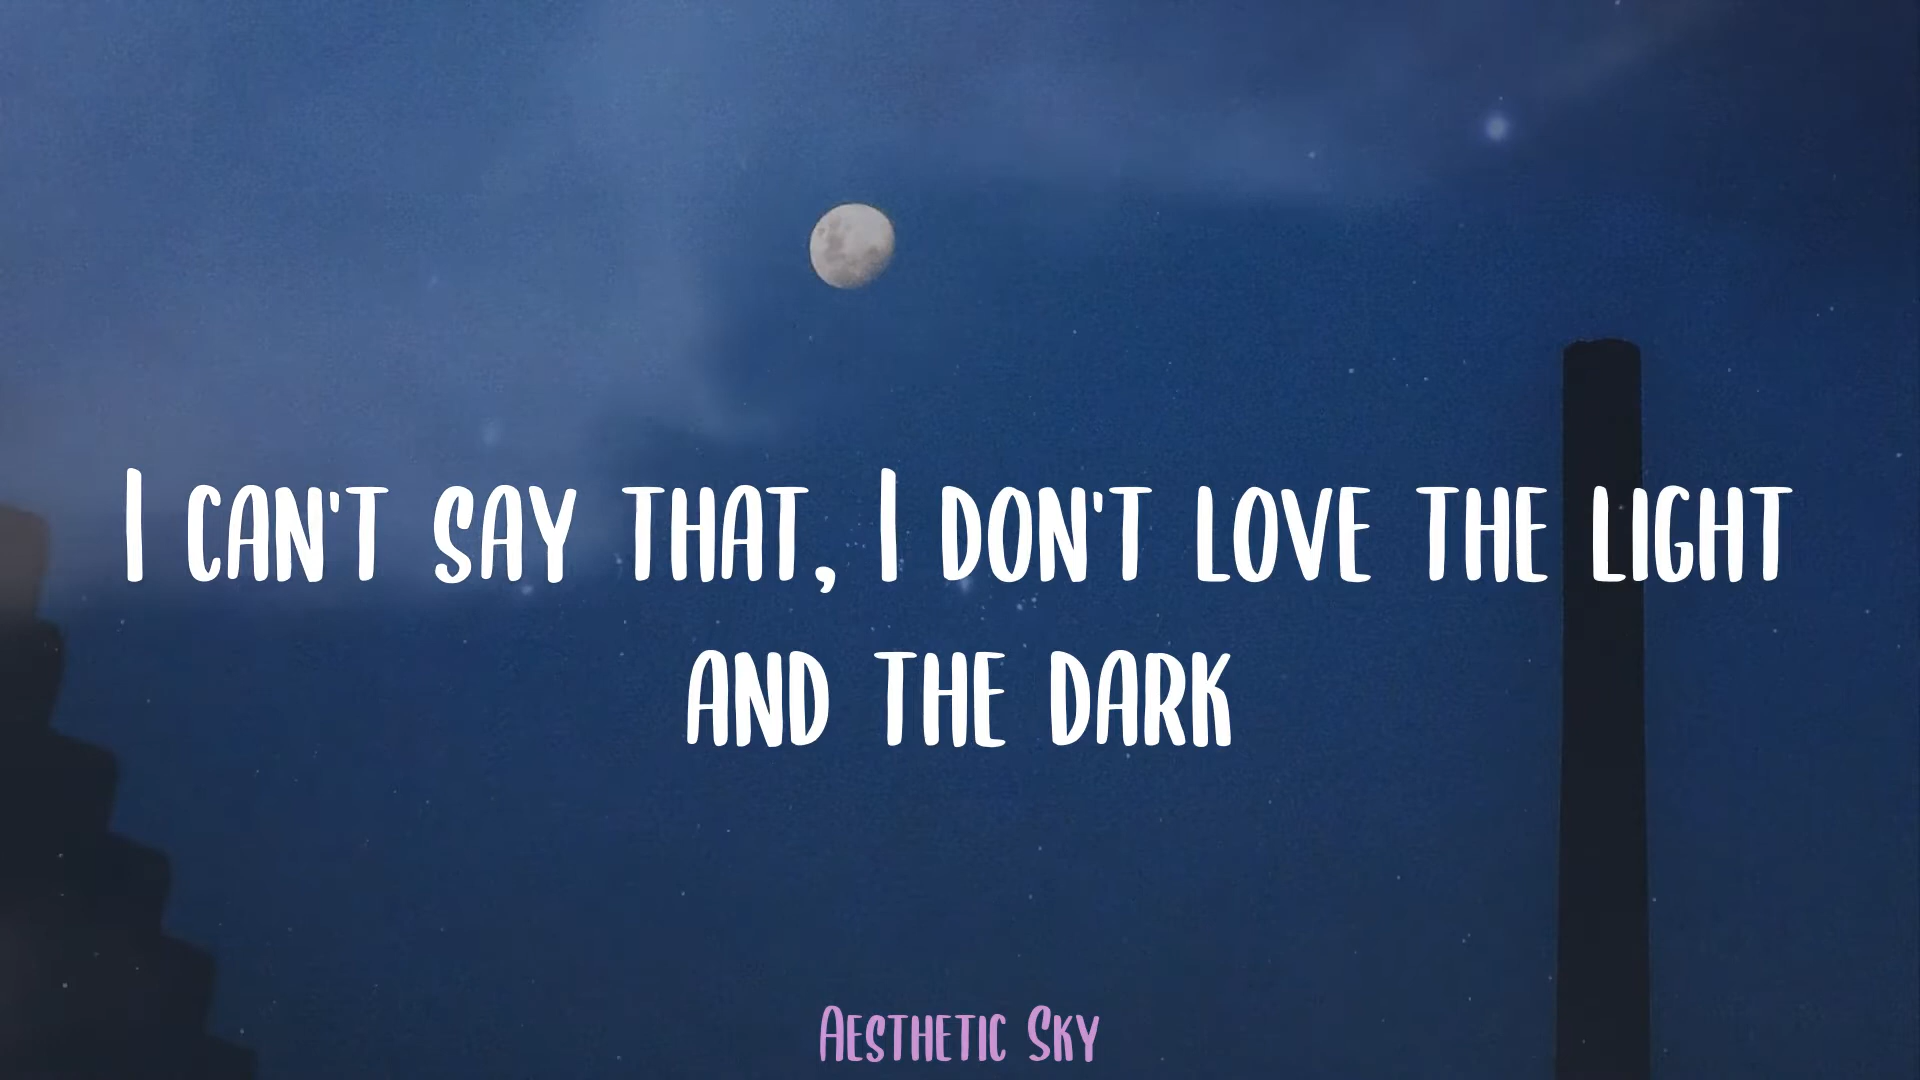 I can't say that, I don't love the light
and the dark
Aesthetic Sky